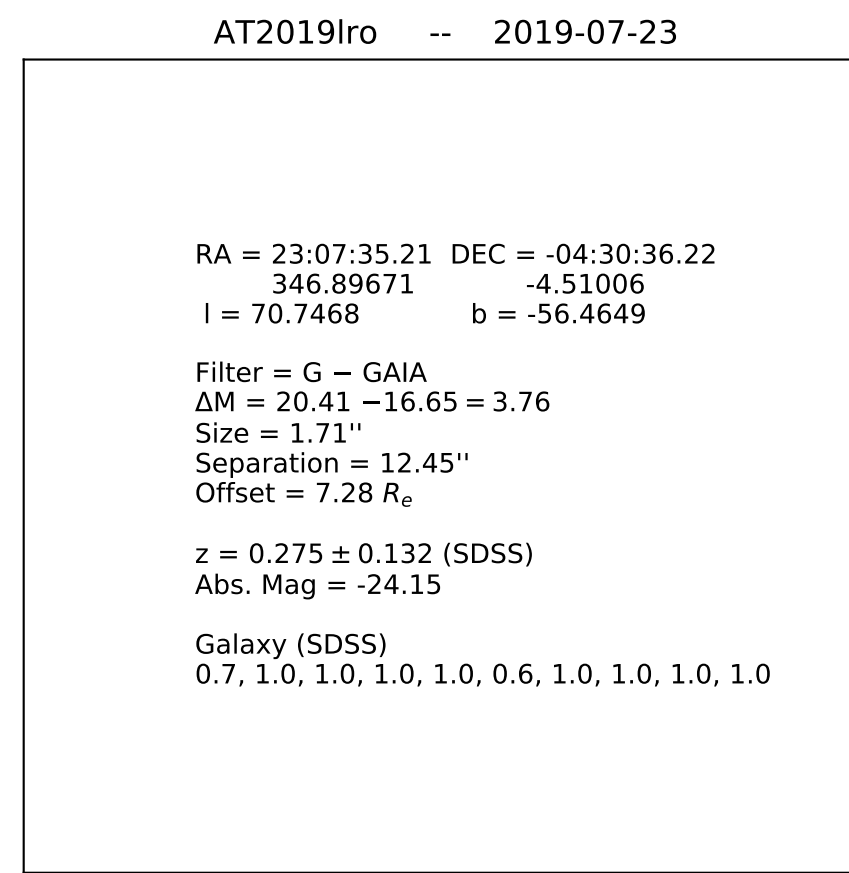 AT2019lro -- 2019-07-23
RA = 23:07:35.21 DEC = -04:30:36.22
346.89671 -4.51006
l = 70.7468 b = -56.4649
Filter = G − GAIA
ΔM = 20.41 −16.65 = 3.76
Size = 1.71''
Separation = 12.45''
Offset = 7.28 Rₑ
z = 0.275 ± 0.132 (SDSS)
Abs. Mag = -24.15
Galaxy (SDSS)
0.7, 1.0, 1.0, 1.0, 1.0, 0.6, 1.0, 1.0, 1.0, 1.0